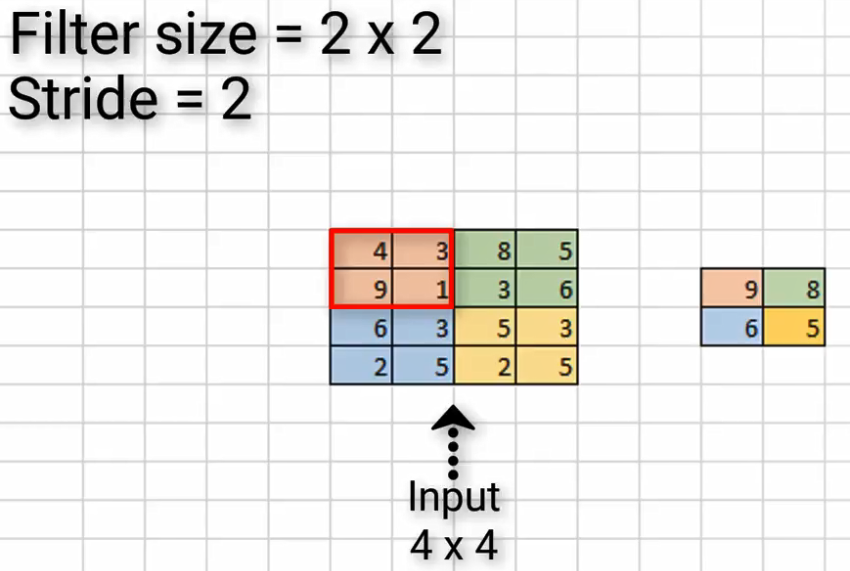 Filter size = 2 x 2
Stride = 2
4 3 8 5
9 1 3 6
9 8
6 3 5 3
6 5
2 5 2 5
Input
4 x 4